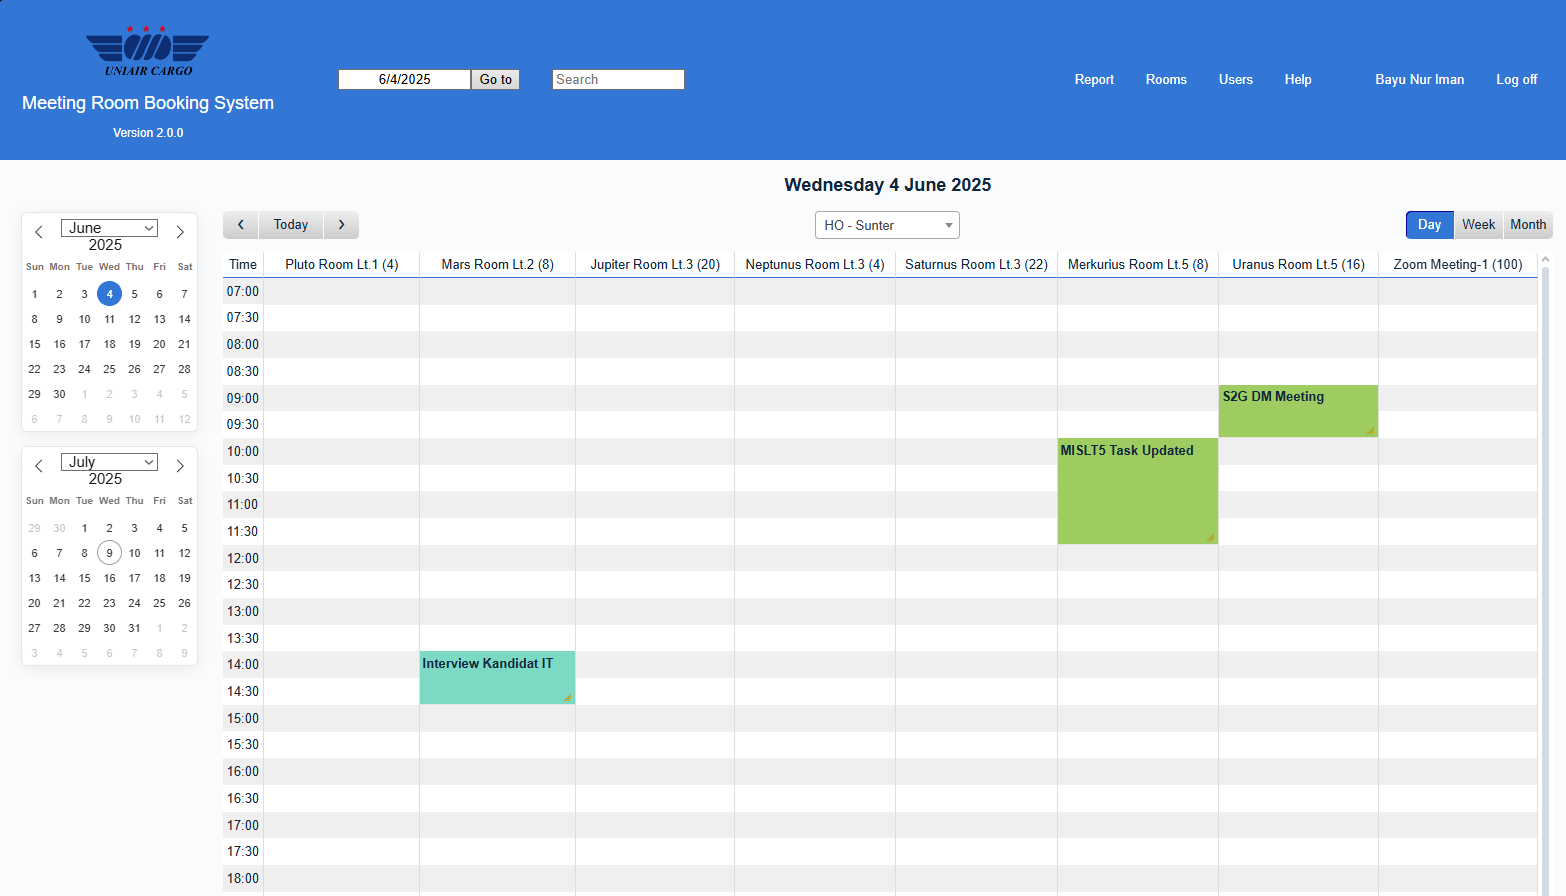 UNIAIR CARGO
Meeting Room Booking System
Version 2.0.0
6/4/2025 Go to Search
Report Rooms Users Help Bayu Nur Iman Log off
Wednesday 4 June 2025
June
2025
Sun Mon Tue Wed Thu Fri Sat
1 2 3 4 5 6 7
8 9 10 11 12 13 14
15 16 17 18 19 20 21
22 23 24 25 26 27 28
29 30 1 2 3 4 5
6 7 8 9 10 11 12
July
2025
Sun Mon Tue Wed Thu Fri Sat
29 30 1 2 3 4 5
6 7 8 9 10 11 12
13 14 15 16 17 18 19
20 21 22 23 24 25 26
27 28 29 30 31 1 2
3 4 5 6 7 8 9
Today HO - Sunter Day Week Month
Time Pluto Room Lt.1 (4) Mars Room Lt.2 (8) Jupiter Room Lt.3 (20) Neptunus Room Lt.3 (4) Saturnus Room Lt.3 (22) Merkurius Room Lt.5 (8) Uranus Room Lt.5 (16) Zoom Meeting-1 (100)
07:00
07:30
08:00
08:30
09:00 S2G DM Meeting
09:30
10:00 MISLT5 Task Updated
10:30
11:00
11:30
12:00
12:30
13:00
13:30
14:00 Interview Kandidat IT
14:30
15:00
15:30
16:00
16:30
17:00
17:30
18:00